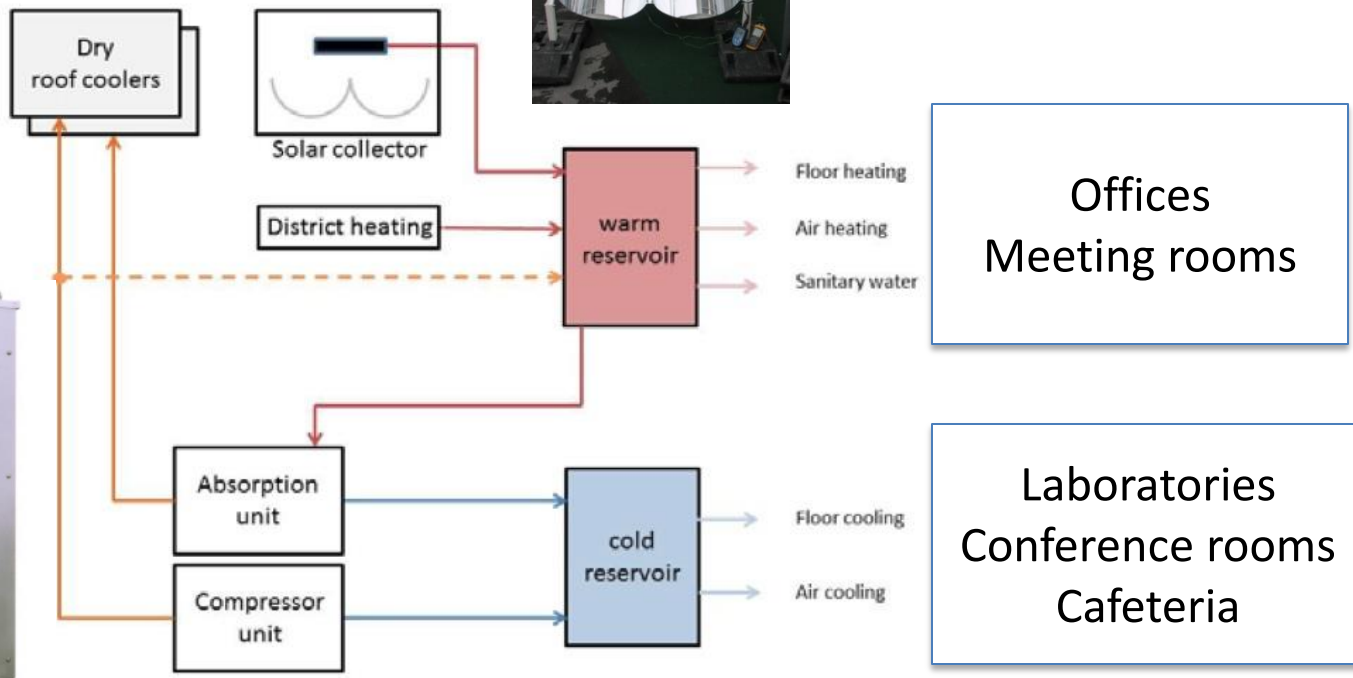 Dry
roof coolers
Solar collector
District heating
warm
reservoir
Floor heating
Air heating
Sanitary water
Offices
Meeting rooms
Absorption
unit
Compressor
unit
cold
reservoir
Floor cooling
Air cooling
Laboratories
Conference rooms
Cafeteria